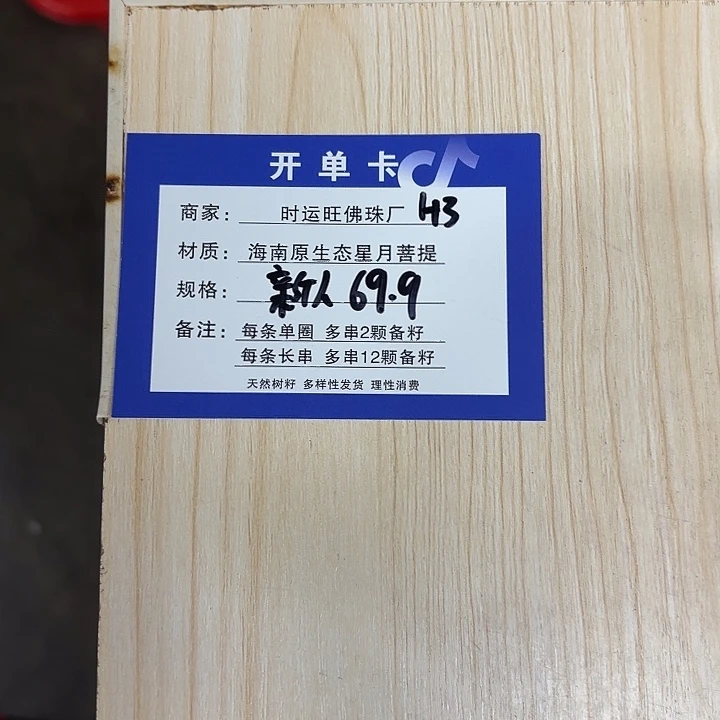 开单卡
商家: 时运旺佛珠厂 H3
材质: 海南原生态星月菩提
规格: 新人 69.9
备注: 每条单圈 多串2颗备籽
每条长串 多串12颗备籽
天然树籽 多样性发货 理性消费